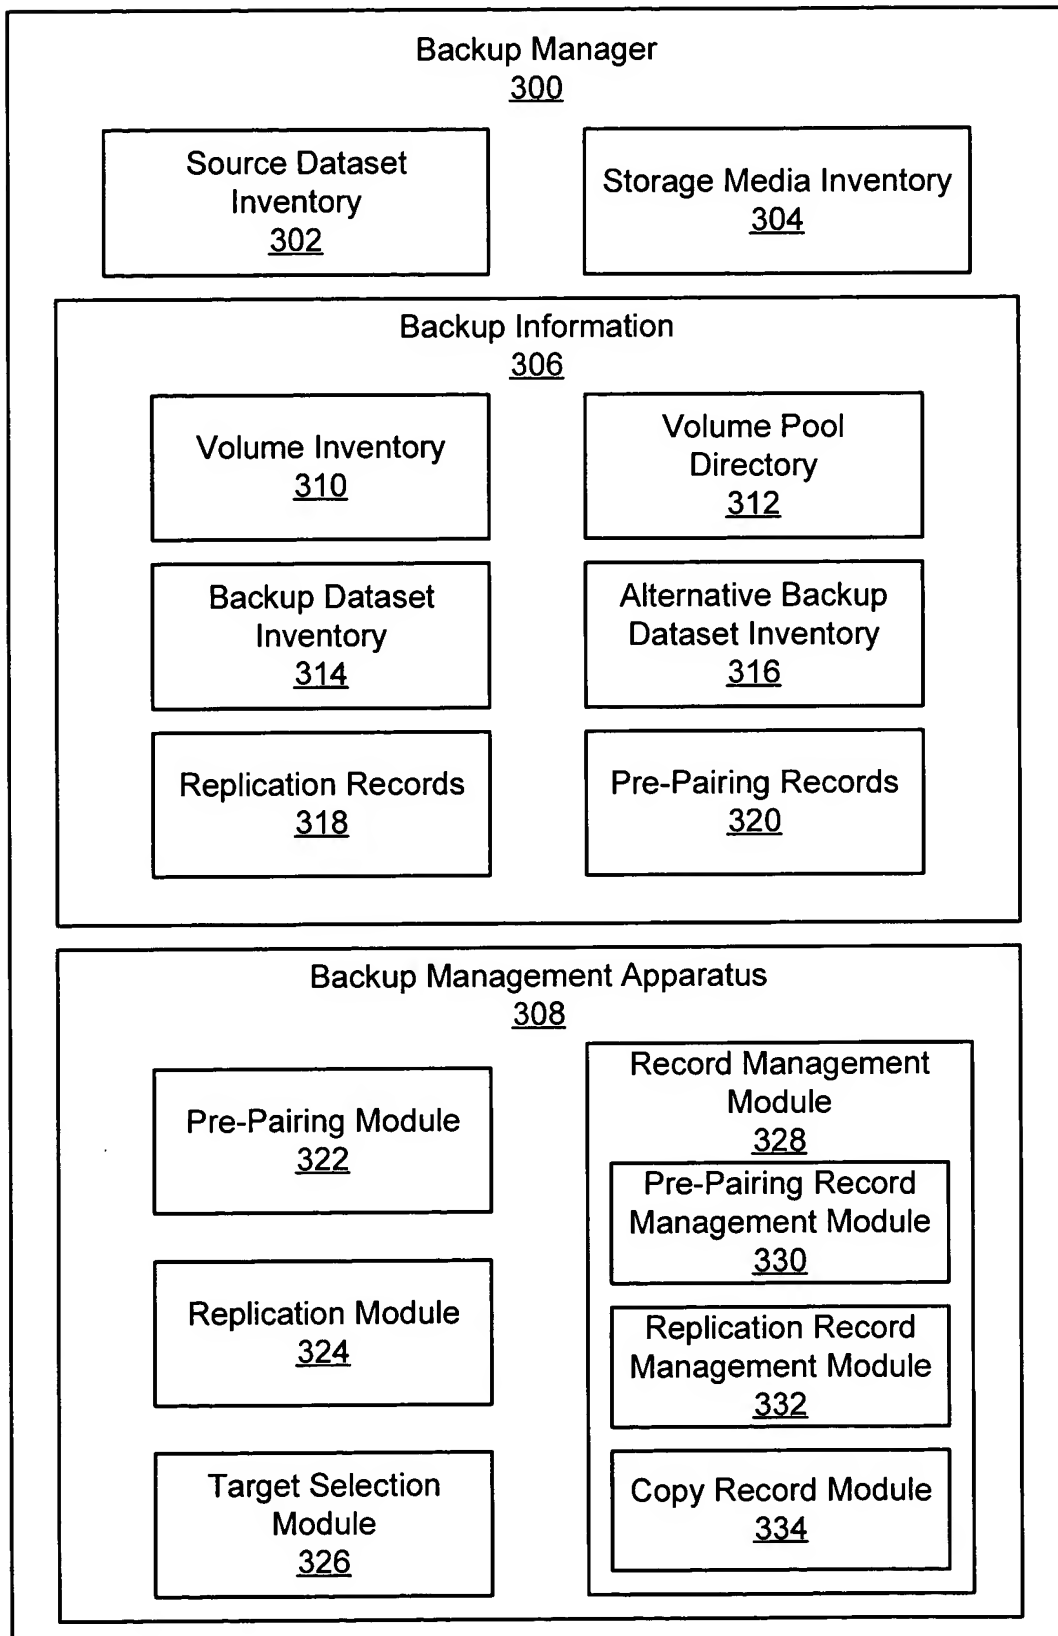 Backup Manager
300
Source Dataset
Inventory
302
Storage Media Inventory
304
Backup Information
306
Volume Inventory
310
Volume Pool
Directory
312
Backup Dataset
Inventory
314
Alternative Backup
Dataset Inventory
316
Replication Records
318
Pre-Pairing Records
320
Backup Management Apparatus
308
Pre-Pairing Module
322
Replication Module
324
Target Selection
Module
326
Record Management
Module
328
Pre-Pairing Record
Management Module
330
Replication Record
Management Module
332
Copy Record Module
334